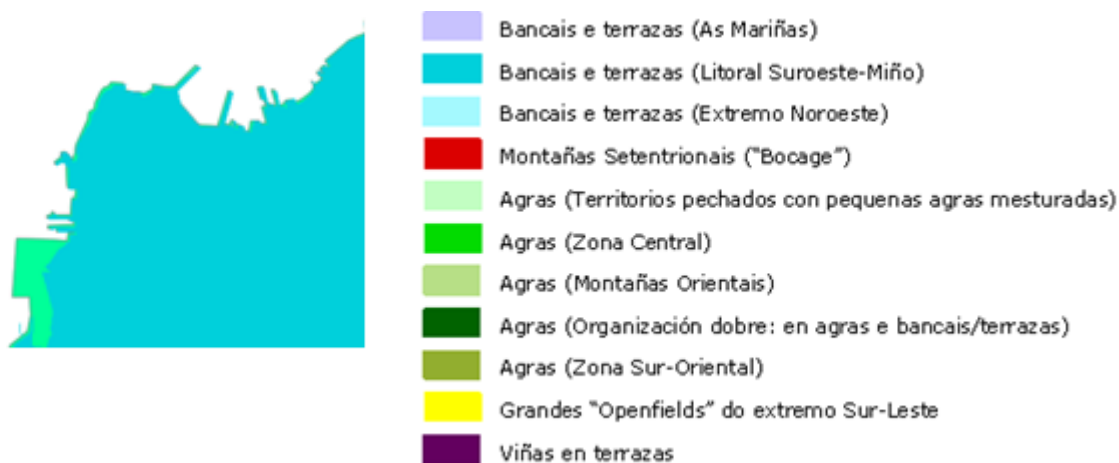 Bancais e terrazas (As Mariñas)
Bancais e terrazas (Litoral Suroeste-Miño)
Bancais e terrazas (Extremo Noroeste)
Montañas Setentrionais ("Bocage")
Agras (Territorios pechados con pequenas agras mesturadas)
Agras (Zona Central)
Agras (Montañas Orientais)
Agras (Organización dobre: en agras e bancais/terrazas)
Agras (Zona Sur-Oriental)
Grandes "Openfields" do extremo Sur-Leste
Viñas en terrazas